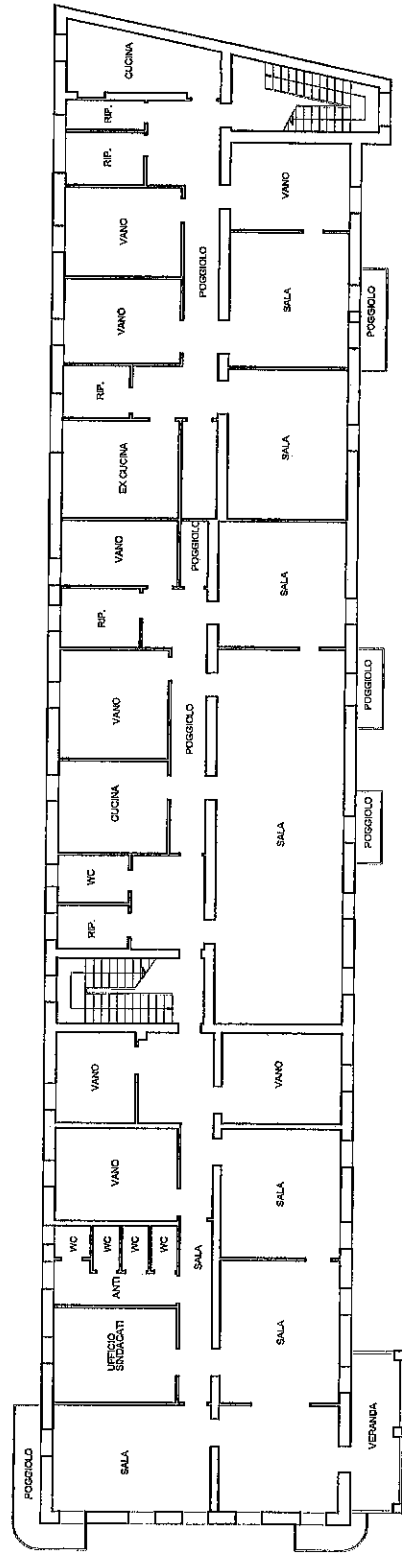 CUCINA
RIP.
RIP.
VANO
VANO
POGGIOLO
VANO
SALA
POGGIOLO
RIP.
EX CUCINA
SALA
VANO
POGGIOLO
RIP.
SALA
VANO
POGGIOLO
POGGIOLO
CUCINA
SALA
POGGIOLO
WC
RIP.
VANO
VANO
VANO
SALA
WC
WC
WC
WC
ANTI
SALA
UFFICIO
SINDACATI
SALA
POGGIOLO
SALA
VERANDA